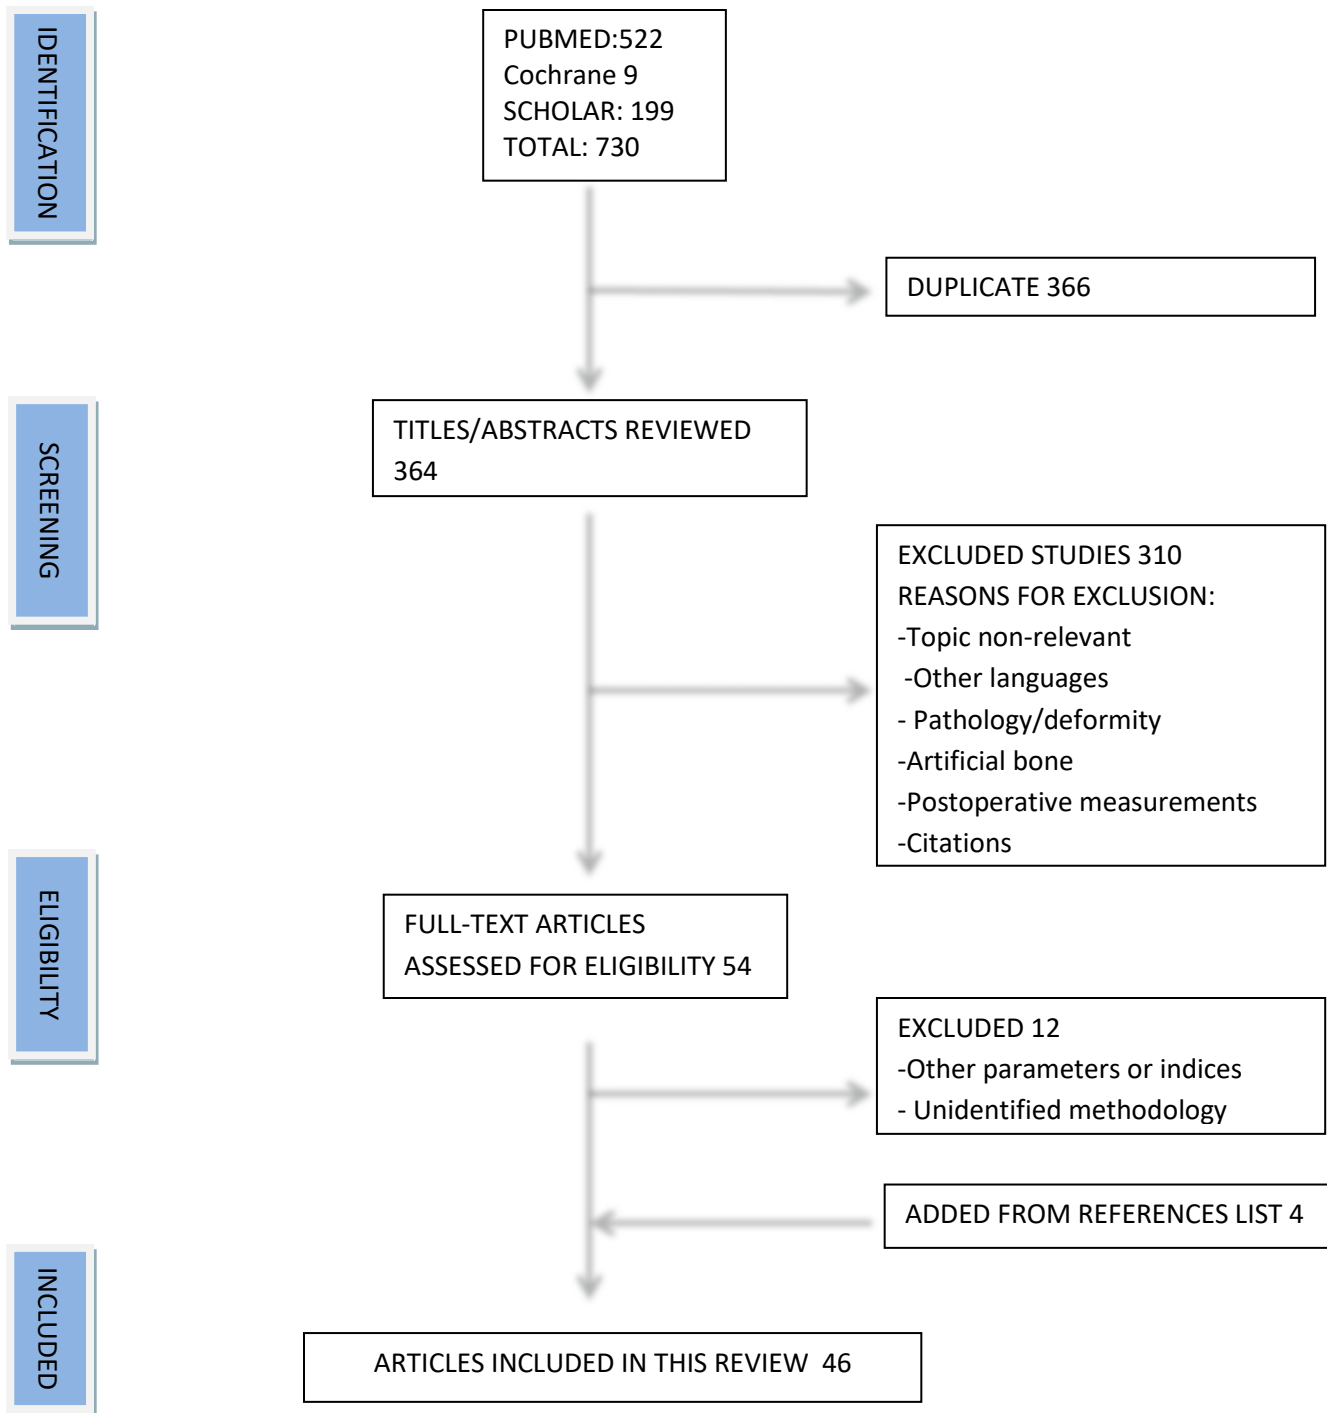 IDENTIFICATION
PUBMED:522
Cochrane 9
SCHOLAR: 199
TOTAL: 730
DUPLICATE 366
SCREENING
TITLES/ABSTRACTS REVIEWED
364
EXCLUDED STUDIES 310
REASONS FOR EXCLUSION:
-Topic non-relevant
-Other languages
- Pathology/deformity
-Artificial bone
-Postoperative measurements
-Citations
ELIGIBILITY
FULL-TEXT ARTICLES
ASSESSED FOR ELIGIBILITY 54
EXCLUDED 12
-Other parameters or indices
- Unidentified methodology
ADDED FROM REFERENCES LIST 4
INCLUDED
ARTICLES INCLUDED IN THIS REVIEW 46